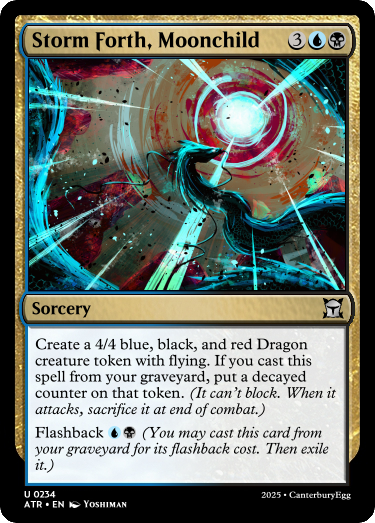 Storm Forth, Moonchild 3
Sorcery
Create a 4/4 blue, black, and red Dragon
creature token with flying. If you cast this
spell from your graveyard, put a decayed
counter on that token. (It can't block. When it
attacks, sacrifice it at end of combat.)
Flashback (You may cast this card from
your graveyard for its flashback cost. Then exile
it.)
U 0234
ATR • EN Yoshiman
2025 • CanterburyEgg